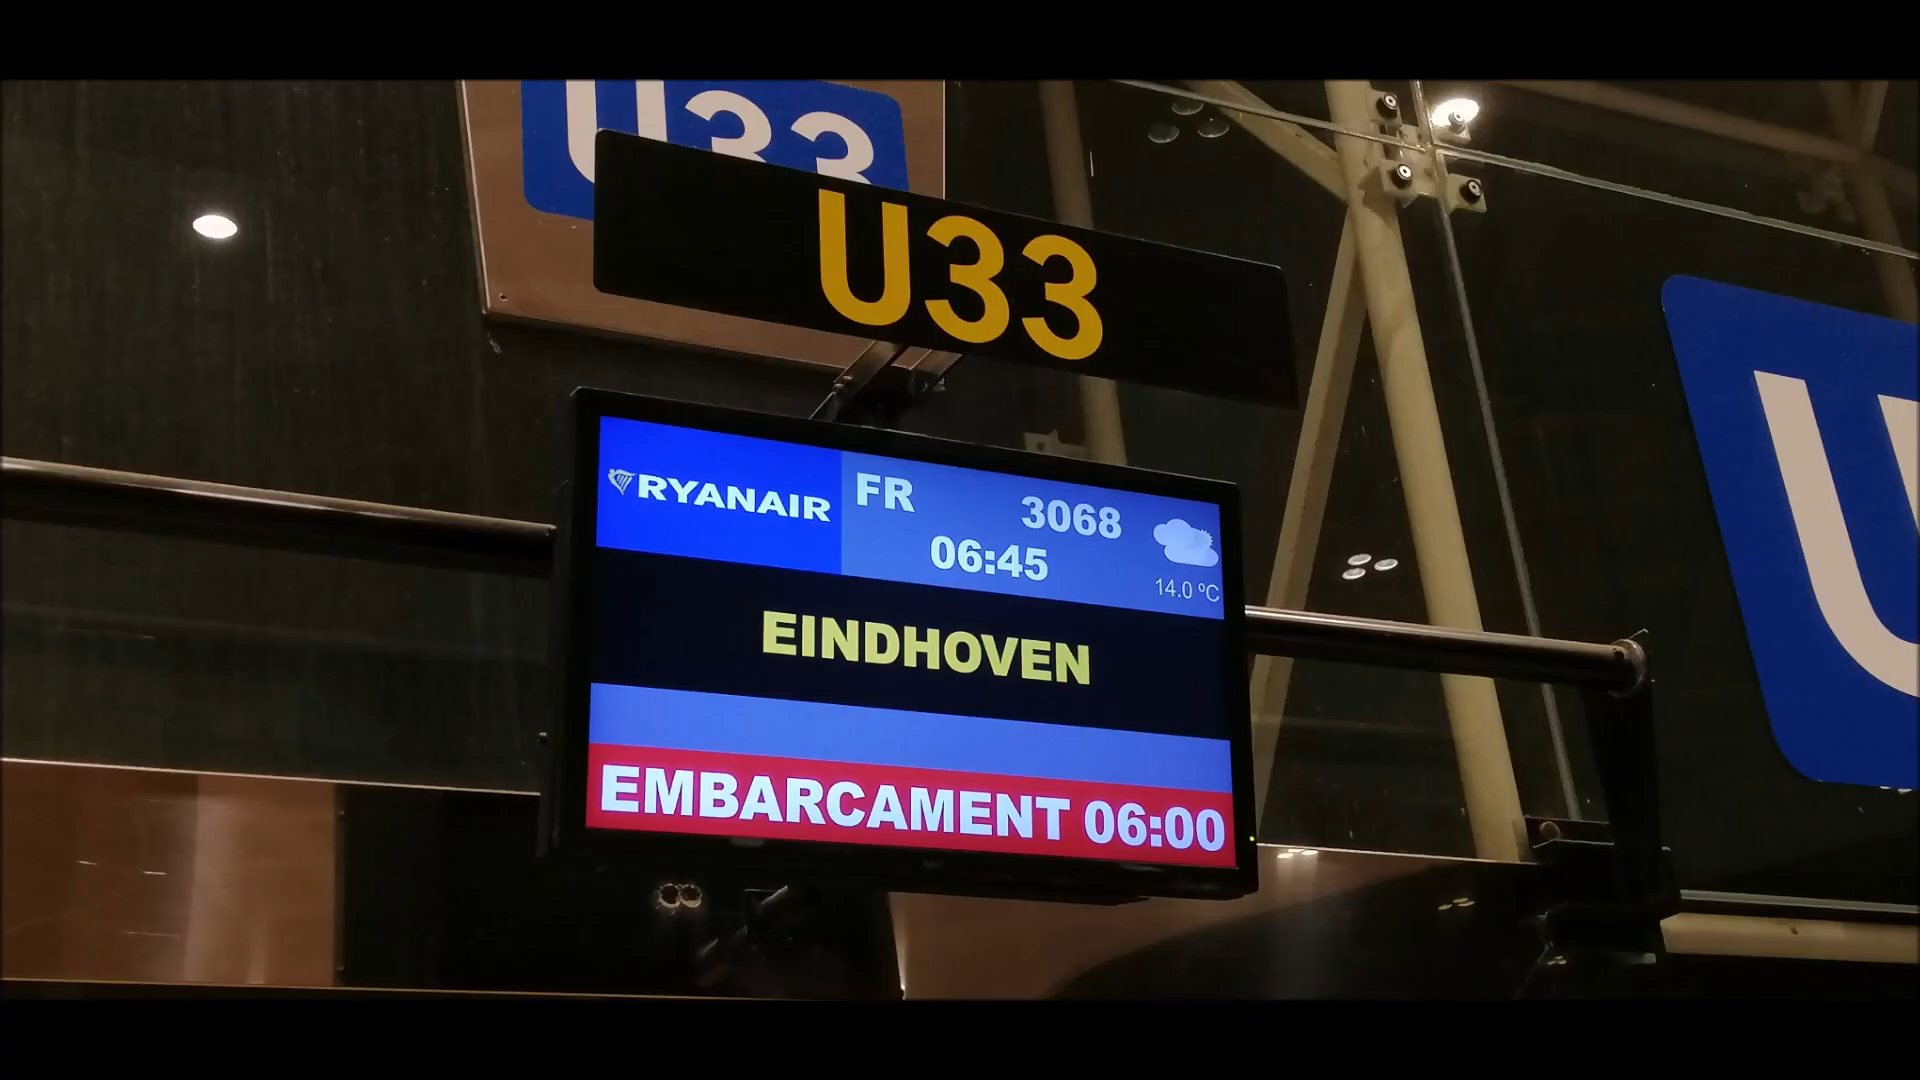 U33
U33
RYANAIR
FR 3068
06:45
14.0 ºC
EINDHOVEN
EMBARCAMENT 06:00
U